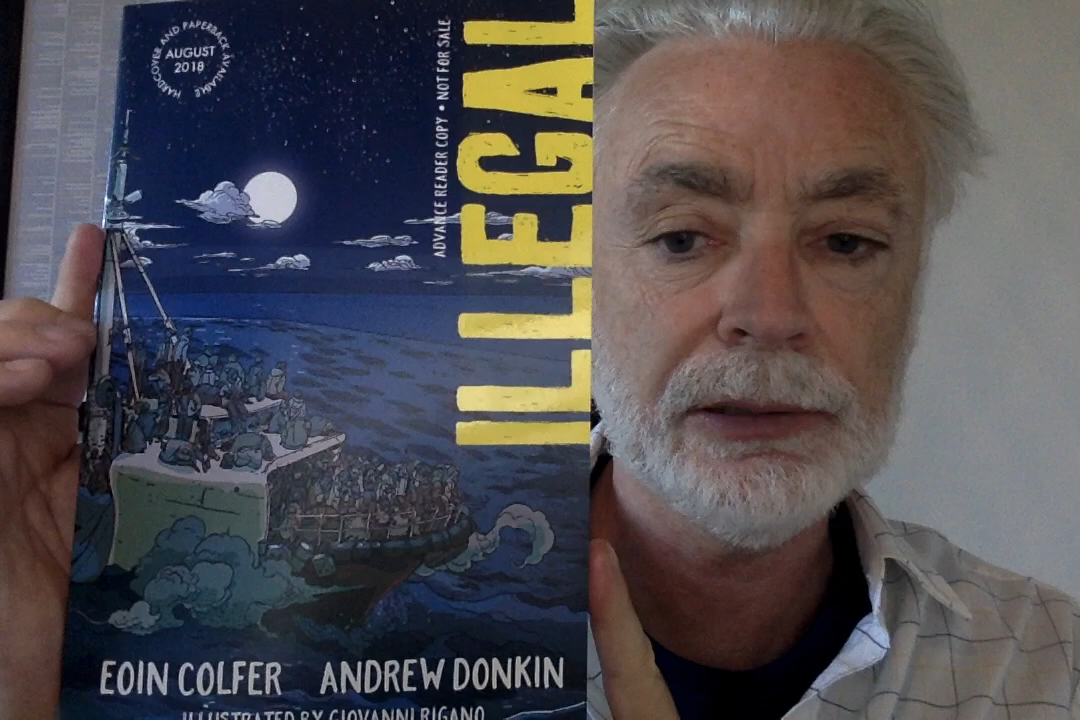 HARDCOVER AND PAPERBACK AVAILABLE
AUGUST
2018
ADVANCE READER COPY • NOT FOR SALE
ILLEGAL
EOIN COLFER ANDREW DONKIN
ILLUSTRATED BY GIOVANNI RIGANO